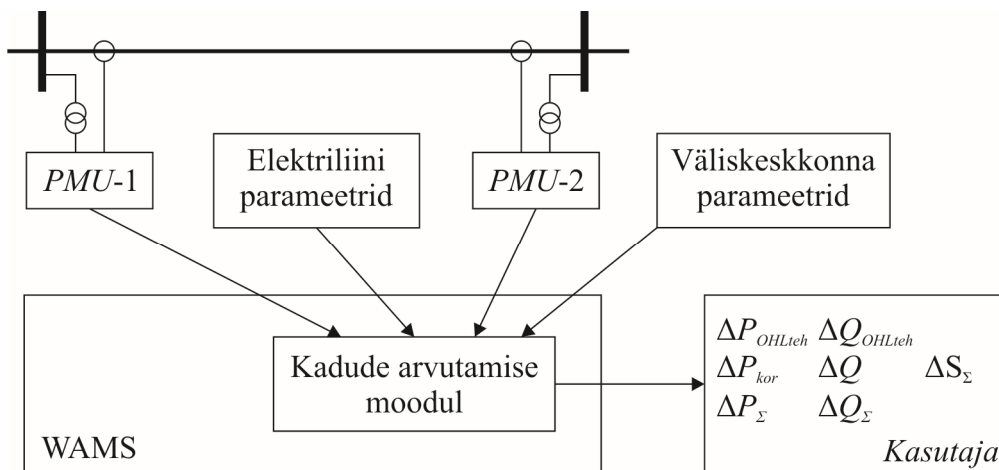 PMU-1
Elektriliini
parameetrid
PMU-2
Väliskeskkonna
parameetrid
Kadude arvutamise
moodul
WAMS
ΔP_OHLteh ΔQ_OHLteh
ΔP_kor ΔQ ΔS_Σ
ΔP_Σ ΔQ_Σ
Kasutaja